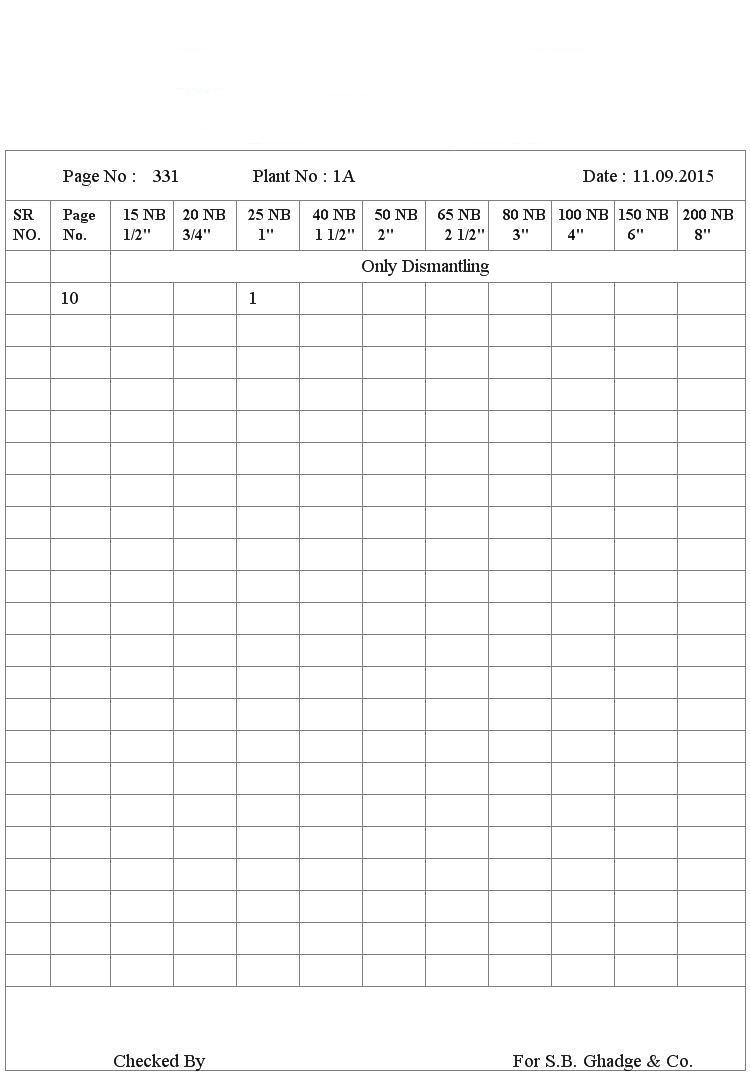 Page No : 331 Plant No : 1A Date : 11.09.2015
SR Page 15 NB 20 NB 25 NB 40 NB 50 NB 65 NB 80 NB 100 NB 150 NB 200 NB
NO. No. 1/2" 3/4" 1" 1 1/2" 2" 2 1/2" 3" 4" 6" 8"
Only Dismantling
10 1
Checked By For S.B. Ghadge & Co.